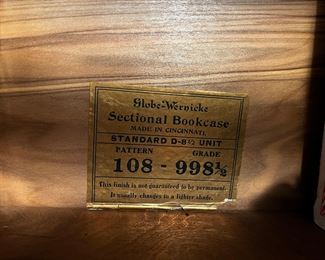 Globe-Wernicke
Sectional Bookcase
MADE IN CINCINNATI.
STANDARD D-8½ UNIT
PATTERN GRADE
108 - 998½
This finish is not guaranteed to be permanent.
It usually changes to a lighter shade.